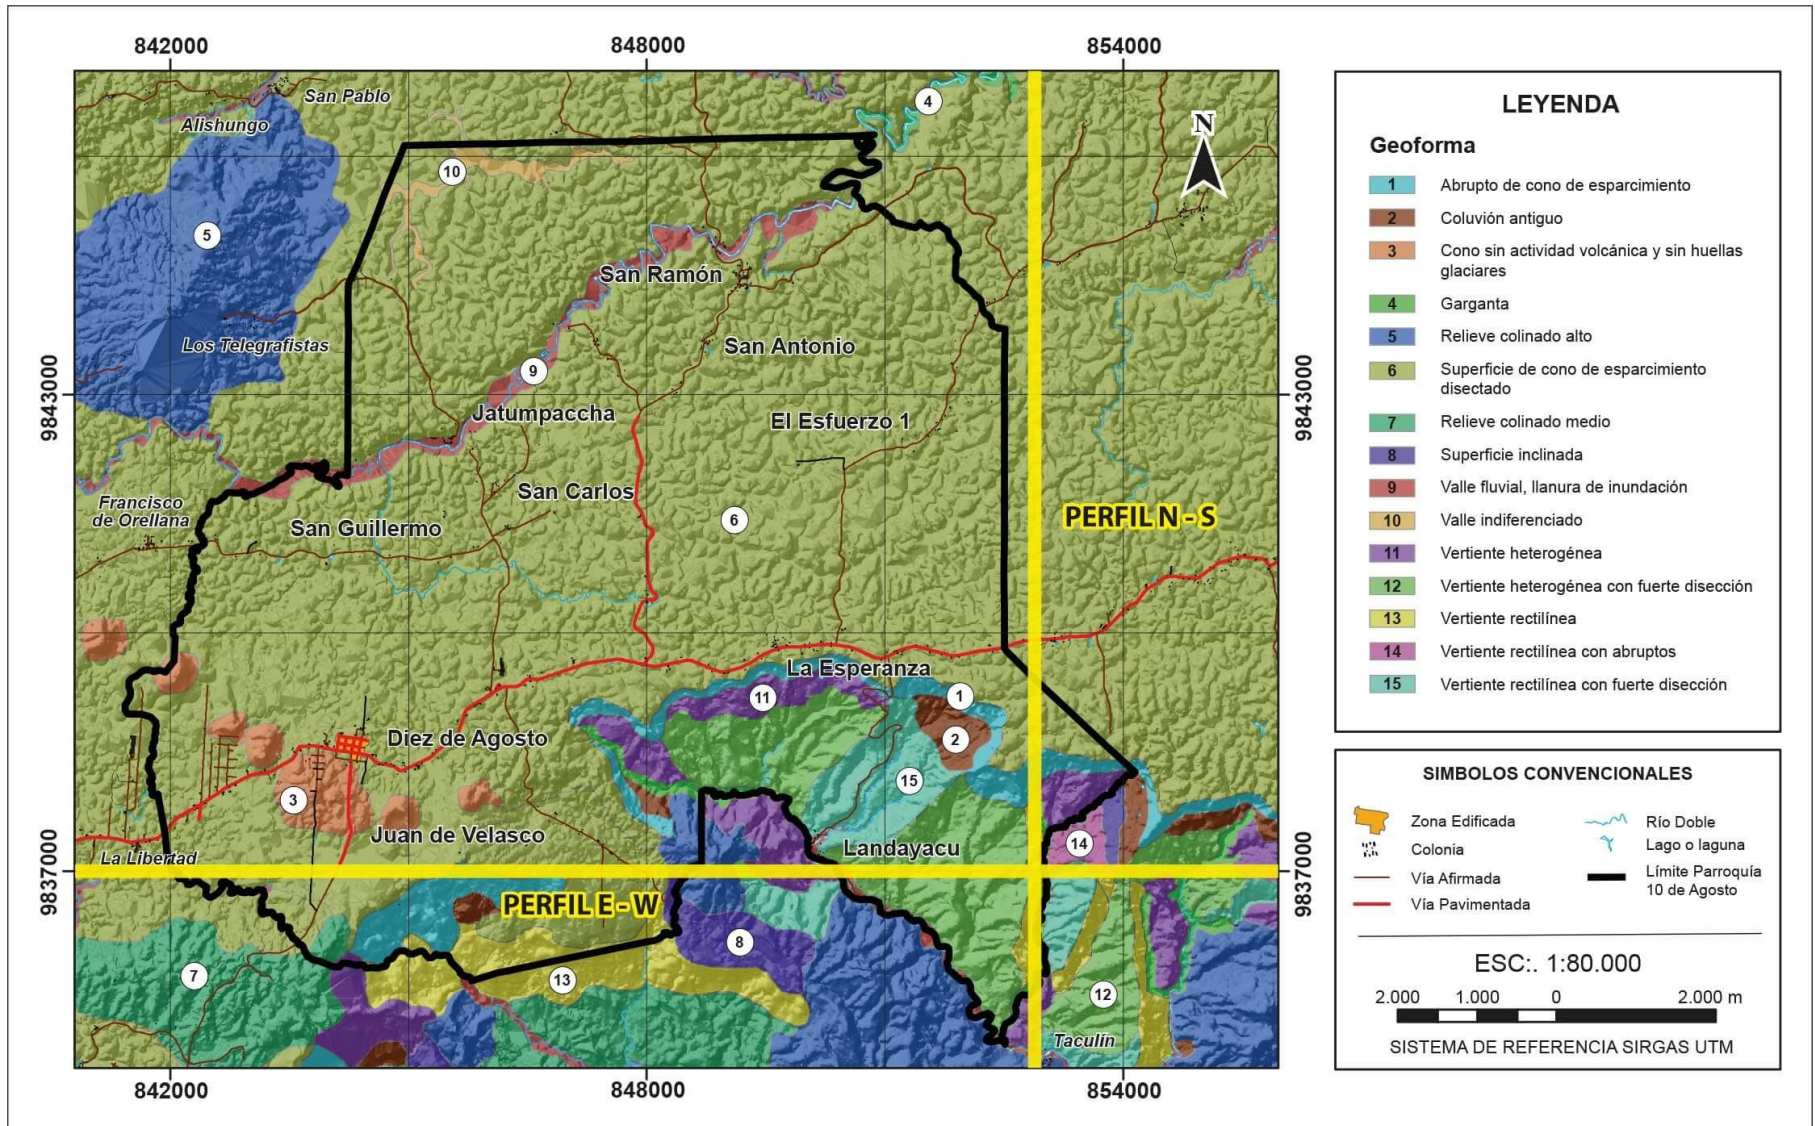 842000
848000
854000
San Pablo
Alishungo
4
N
10
5
San Ramón
Los Telegrafistas
San Antonio
9
9843000
9843000
Jatumpaccha
El Esfuerzo 1
Francisco
de Orellana
San Carlos
San Guillermo
6
PERFIL N - S
La Esperanza
11
1
Diez de Agosto
2
15
3
Juan de Velasco
14
La Libertad
Landayacu
9837000
9837000
PERFIL E - W
8
7
13
12
Taculín
842000
848000
854000
LEYENDA
Geoforma
1 Abrupto de cono de esparcimiento
2 Coluvión antiguo
3 Cono sin actividad volcánica y sin huellas
glaciares
4 Garganta
5 Relieve colinado alto
6 Superficie de cono de esparcimiento
disectado
7 Relieve colinado medio
8 Superficie inclinada
9 Valle fluvial, llanura de inundación
10 Valle indiferenciado
11 Vertiente heterogénea
12 Vertiente heterogénea con fuerte disección
13 Vertiente rectilínea
14 Vertiente rectilínea con abruptos
15 Vertiente rectilínea con fuerte disección
SIMBOLOS CONVENCIONALES
Zona Edificada
Colonia
Vía Afirmada
Vía Pavimentada
Río Doble
Lago o laguna
Límite Parroquía
10 de Agosto
ESC:. 1:80.000
2.000 1.000 0 2.000 m
SISTEMA DE REFERENCIA SIRGAS UTM